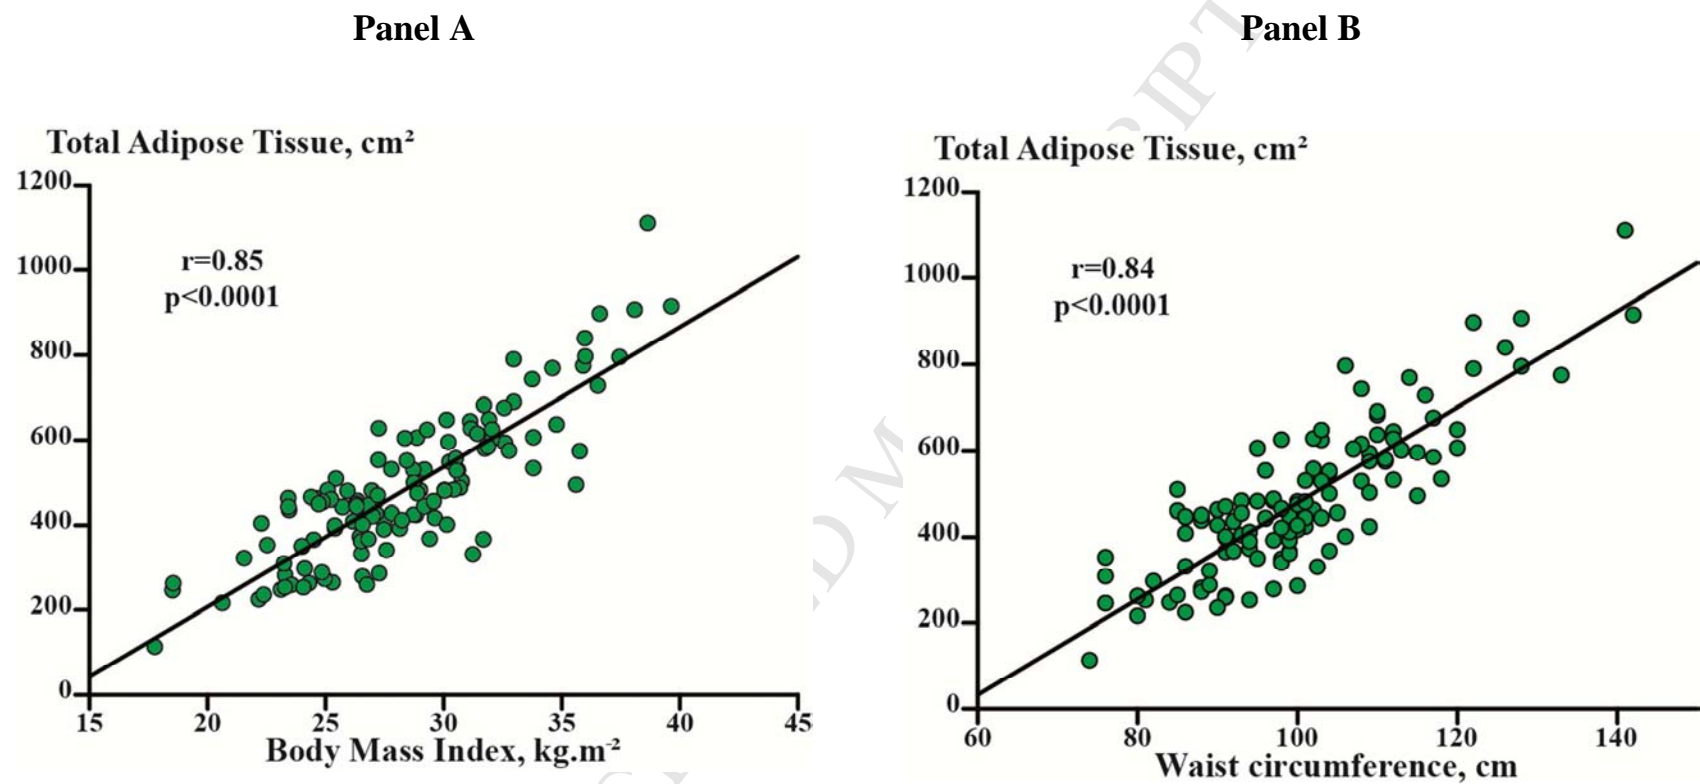 Panel A
Panel B
Total Adipose Tissue, cm²
1200
1000
800
600
400
200
0
r=0.85
p<0.0001
15 20 25 30 35 40 45
Body Mass Index, kg.m⁻²
Total Adipose Tissue, cm²
1200
1000
800
600
400
200
0
r=0.84
p<0.0001
60 80 100 120 140
Waist circumference, cm
RIPT
D M